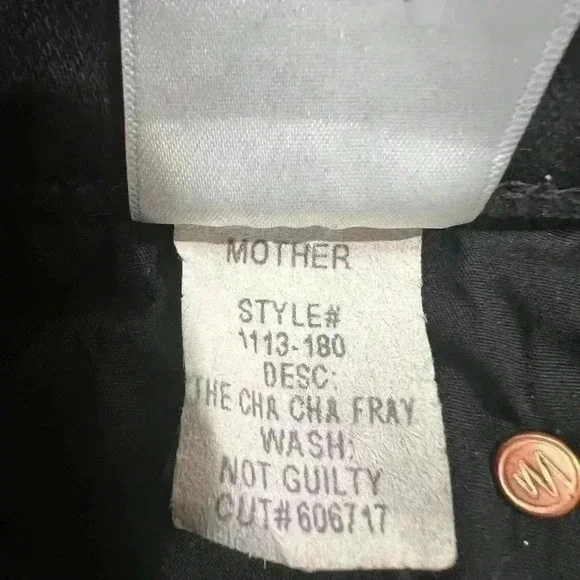 MOTHER
STYLE#
1113-180
DESC:
THE CHA CHA FRAY
WASH:
NOT GUILTY
CUT#606717